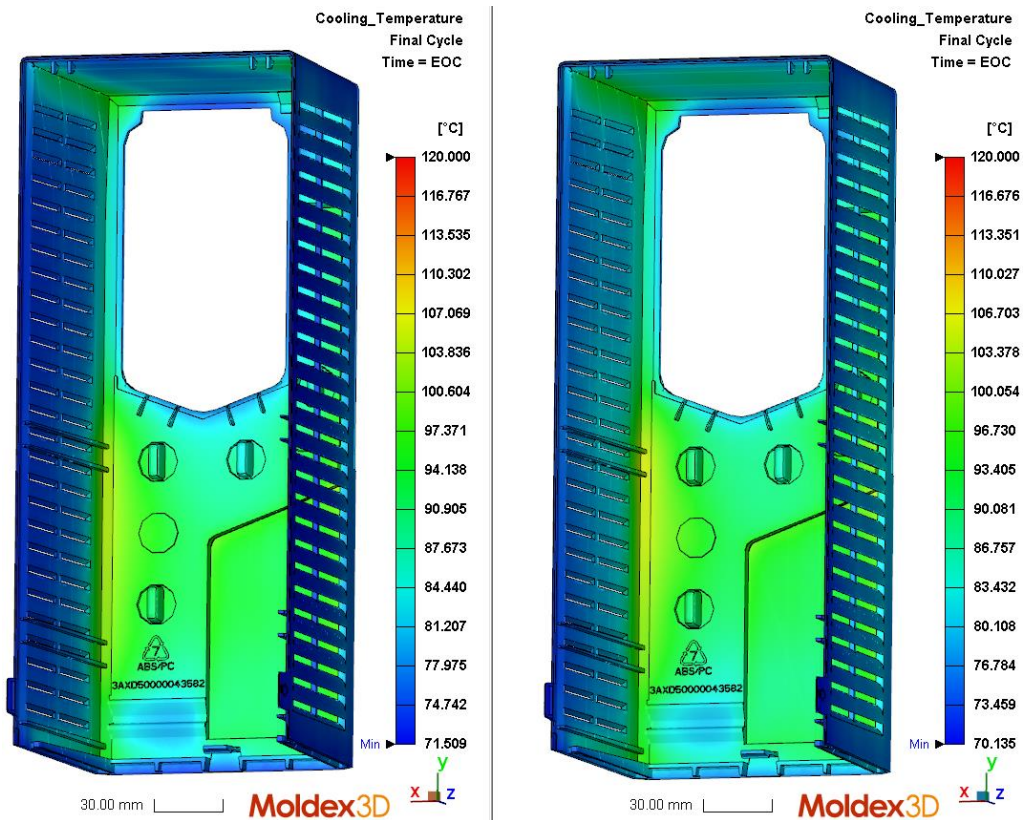 Cooling_Temperature
Final Cycle
Time = EOC
[°C]
120.000
116.767
113.535
110.302
107.069
103.836
100.604
97.371
94.138
90.905
87.673
84.440
81.207
77.975
74.742
Min 71.509
7
ABS/PC
3AXD50000043582
30.00 mm
Moldex3D
y
x z
Cooling_Temperature
Final Cycle
Time = EOC
[°C]
120.000
116.676
113.351
110.027
106.703
103.378
100.054
96.730
93.405
90.081
86.757
83.432
80.108
76.784
73.459
Min 70.135
7
ABS/PC
3AXD50000043582
30.00 mm
Moldex3D
y
x z